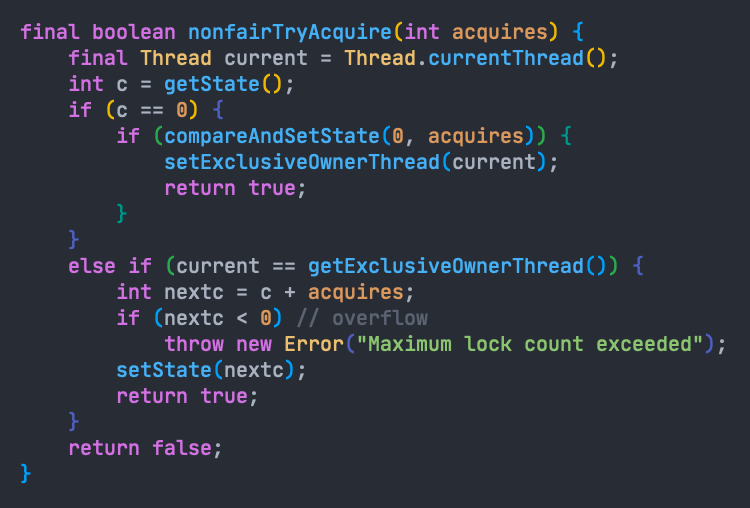 final boolean nonfairTryAcquire(int acquires) {
    final Thread current = Thread.currentThread();
    int c = getState();
    if (c == 0) {
        if (compareAndSetState(0, acquires)) {
            setExclusiveOwnerThread(current);
            return true;
        }
    }
    else if (current == getExclusiveOwnerThread()) {
        int nextc = c + acquires;
        if (nextc < 0) // overflow
            throw new Error("Maximum lock count exceeded");
        setState(nextc);
        return true;
    }
    return false;
}